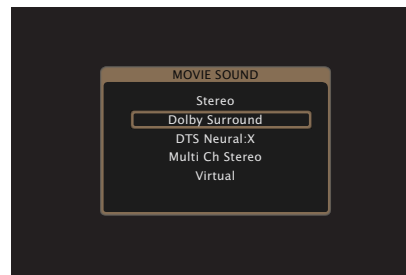 MOVIE SOUND
Stereo
Dolby Surround
DTS Neural:X
Multi Ch Stereo
Virtual